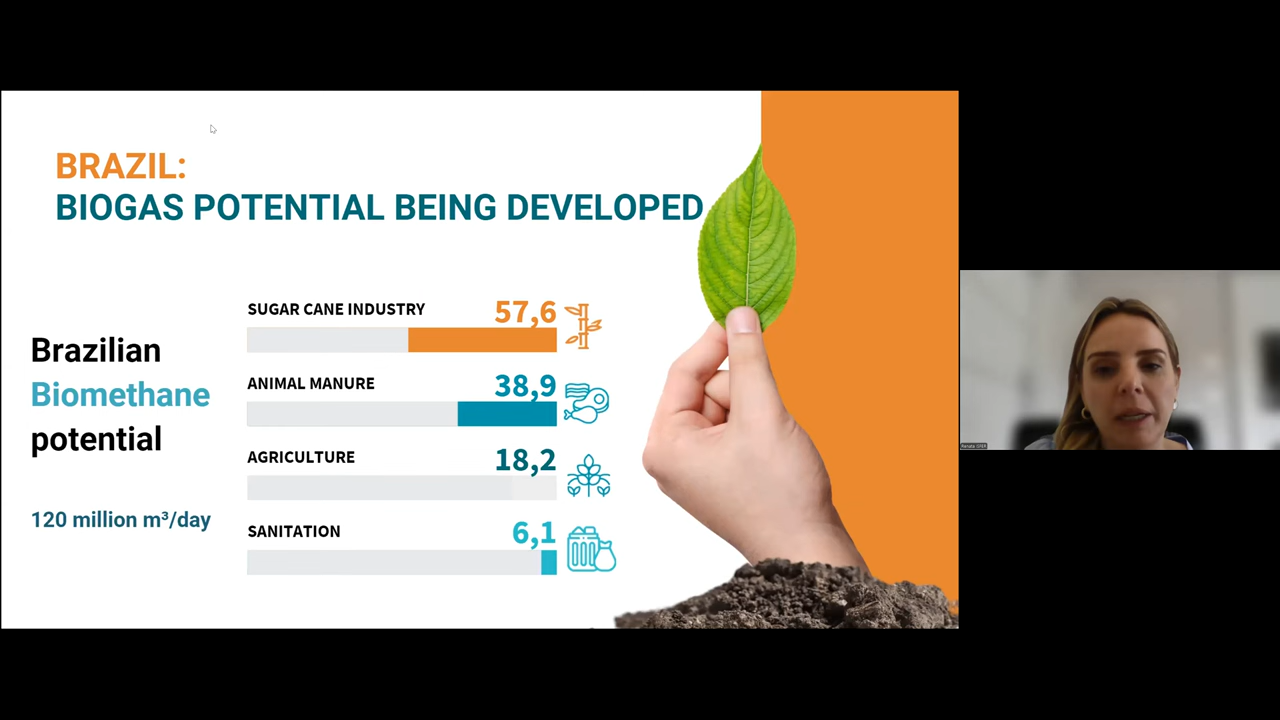 BRAZIL:
BIOGAS POTENTIAL BEING DEVELOPED
Brazilian
Biomethane
potential
120 million m³/day
SUGAR CANE INDUSTRY 57,6
ANIMAL MANURE 38,9
AGRICULTURE 18,2
SANITATION 6,1